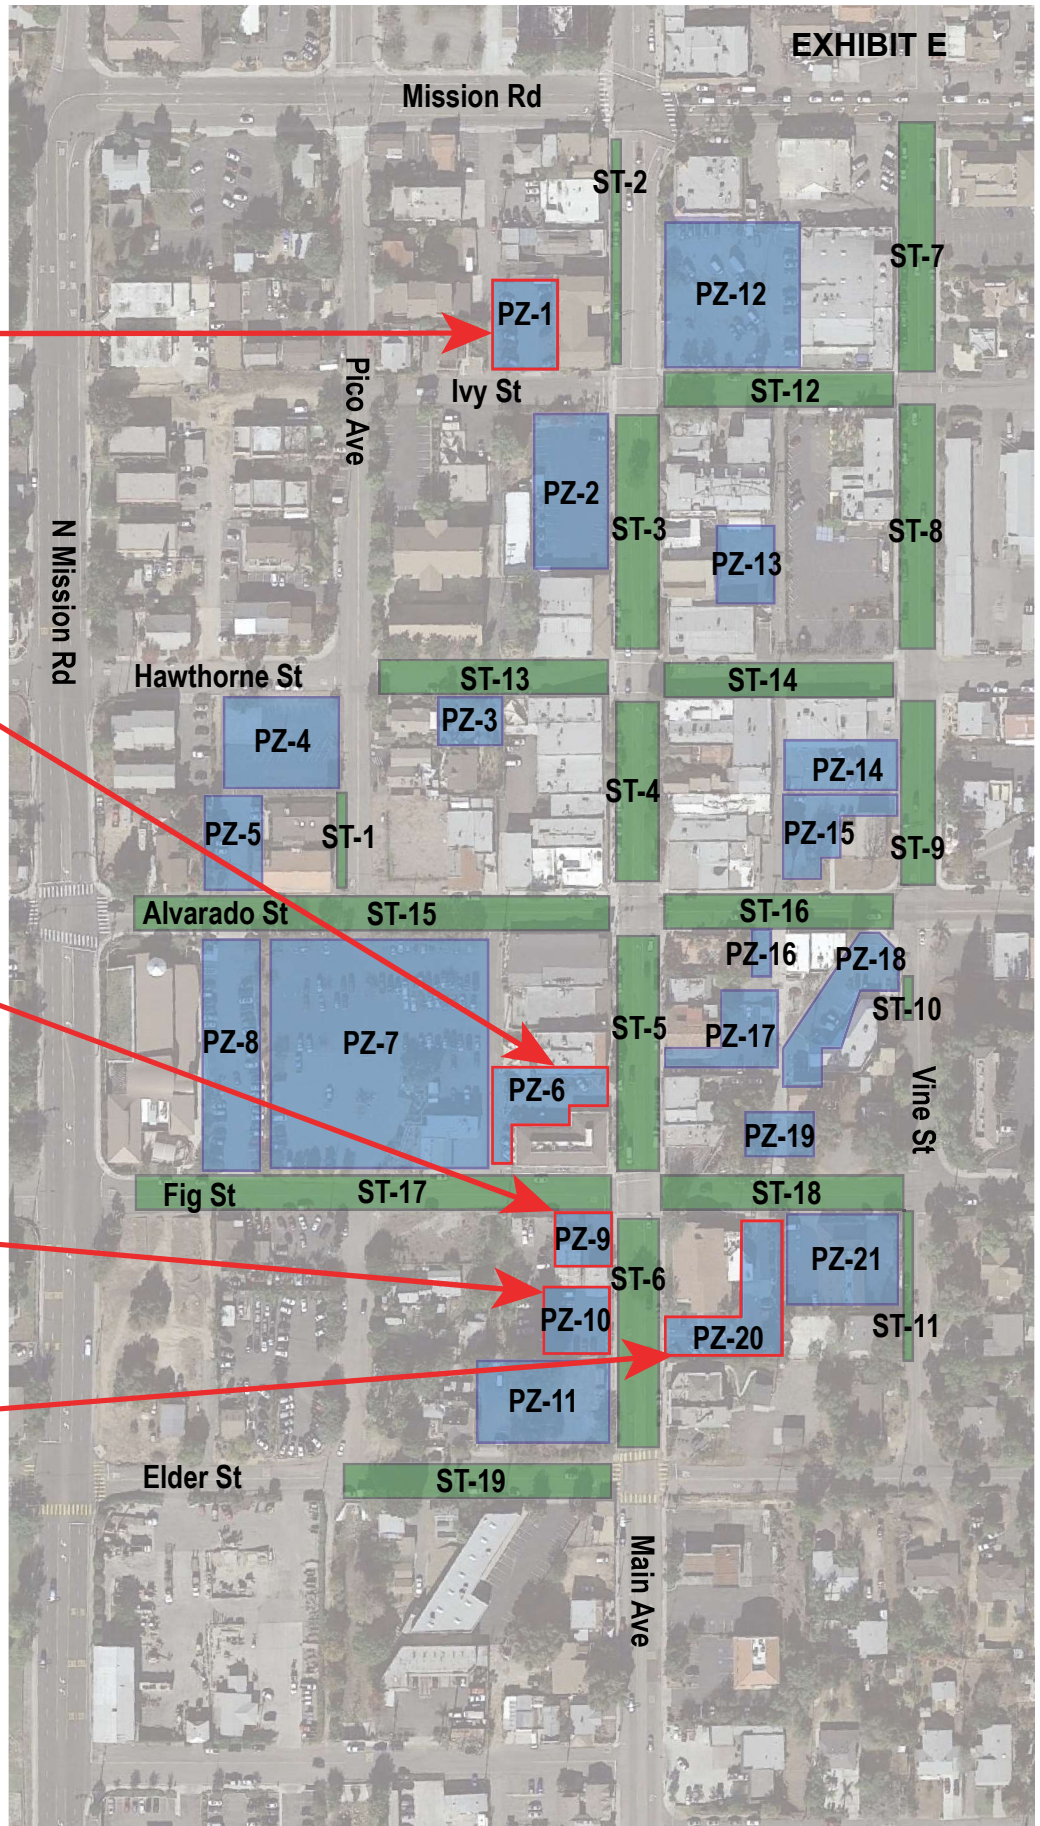 EXHIBIT E
Mission Rd
ST-2
ST-7
PZ-12
PZ-1
Pico Ave
Ivy St
ST-12
PZ-2
ST-3
ST-8
N Mission Rd
PZ-13
Hawthorne St
ST-13
ST-14
PZ-3
PZ-4
PZ-14
ST-4
PZ-5
ST-1
PZ-15
ST-9
Alvarado St
ST-15
ST-16
PZ-16
PZ-18
ST-10
PZ-8
PZ-7
ST-5
PZ-17
PZ-6
Vine St
PZ-19
Fig St
ST-17
ST-18
PZ-9
ST-6
PZ-21
PZ-10
PZ-20
ST-11
PZ-11
Elder St
ST-19
Main Ave